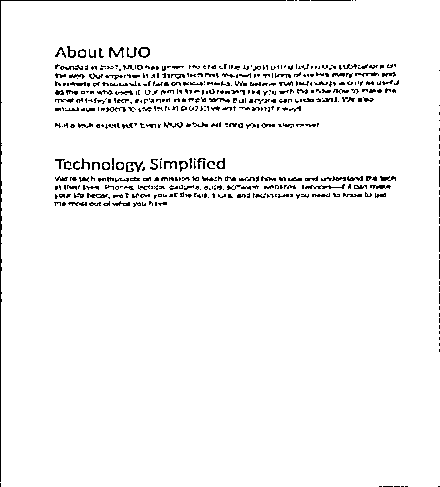 About MUO
Founded in 2007, MUO has grown into one of the largest online technology publications on
the web. Our expertise in all things tech has resulted in millions of visitors every month and
hundreds of thousands of fans on social media. We believe that technology is only as useful
as the one who uses it. Our aim is to equip readers like you with the know-how to make the
most of today's tech, explained in simple terms that anyone can understand. We also
encourage readers to use tech in productive and meaningful ways.
Not a tech expert yet? Every MUO article will bring you one step closer.
Technology, Simplified
We're tech enthusiasts on a mission to teach the world how to use and understand the tech
in their lives. Phones, laptops, gadgets, apps, software, websites, services—if it can make
your life better, we'll show you all the tips, tricks, and techniques you need to know to get
the most out of what you have.